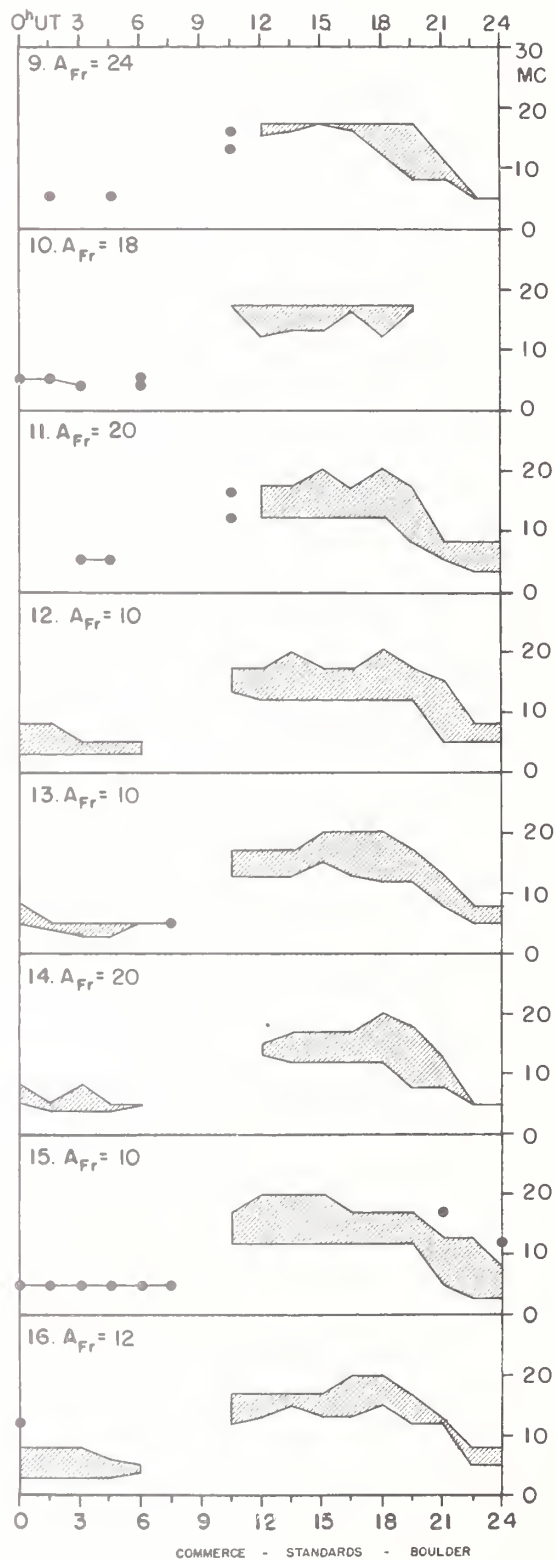 0ʰUT 3 6 9 12 15 18 21 24
30
MC
9. A_Fr = 24
20
10
0
10. A_Fr = 18
20
10
0
11. A_Fr = 20
20
10
0
12. A_Fr = 10
20
10
0
13. A_Fr = 10
20
10
0
14. A_Fr = 20
20
10
0
15. A_Fr = 10
20
10
0
16. A_Fr = 12
20
10
0
0 3 6 9 12 15 18 21 24
COMMERCE - STANDARDS - BOULDER